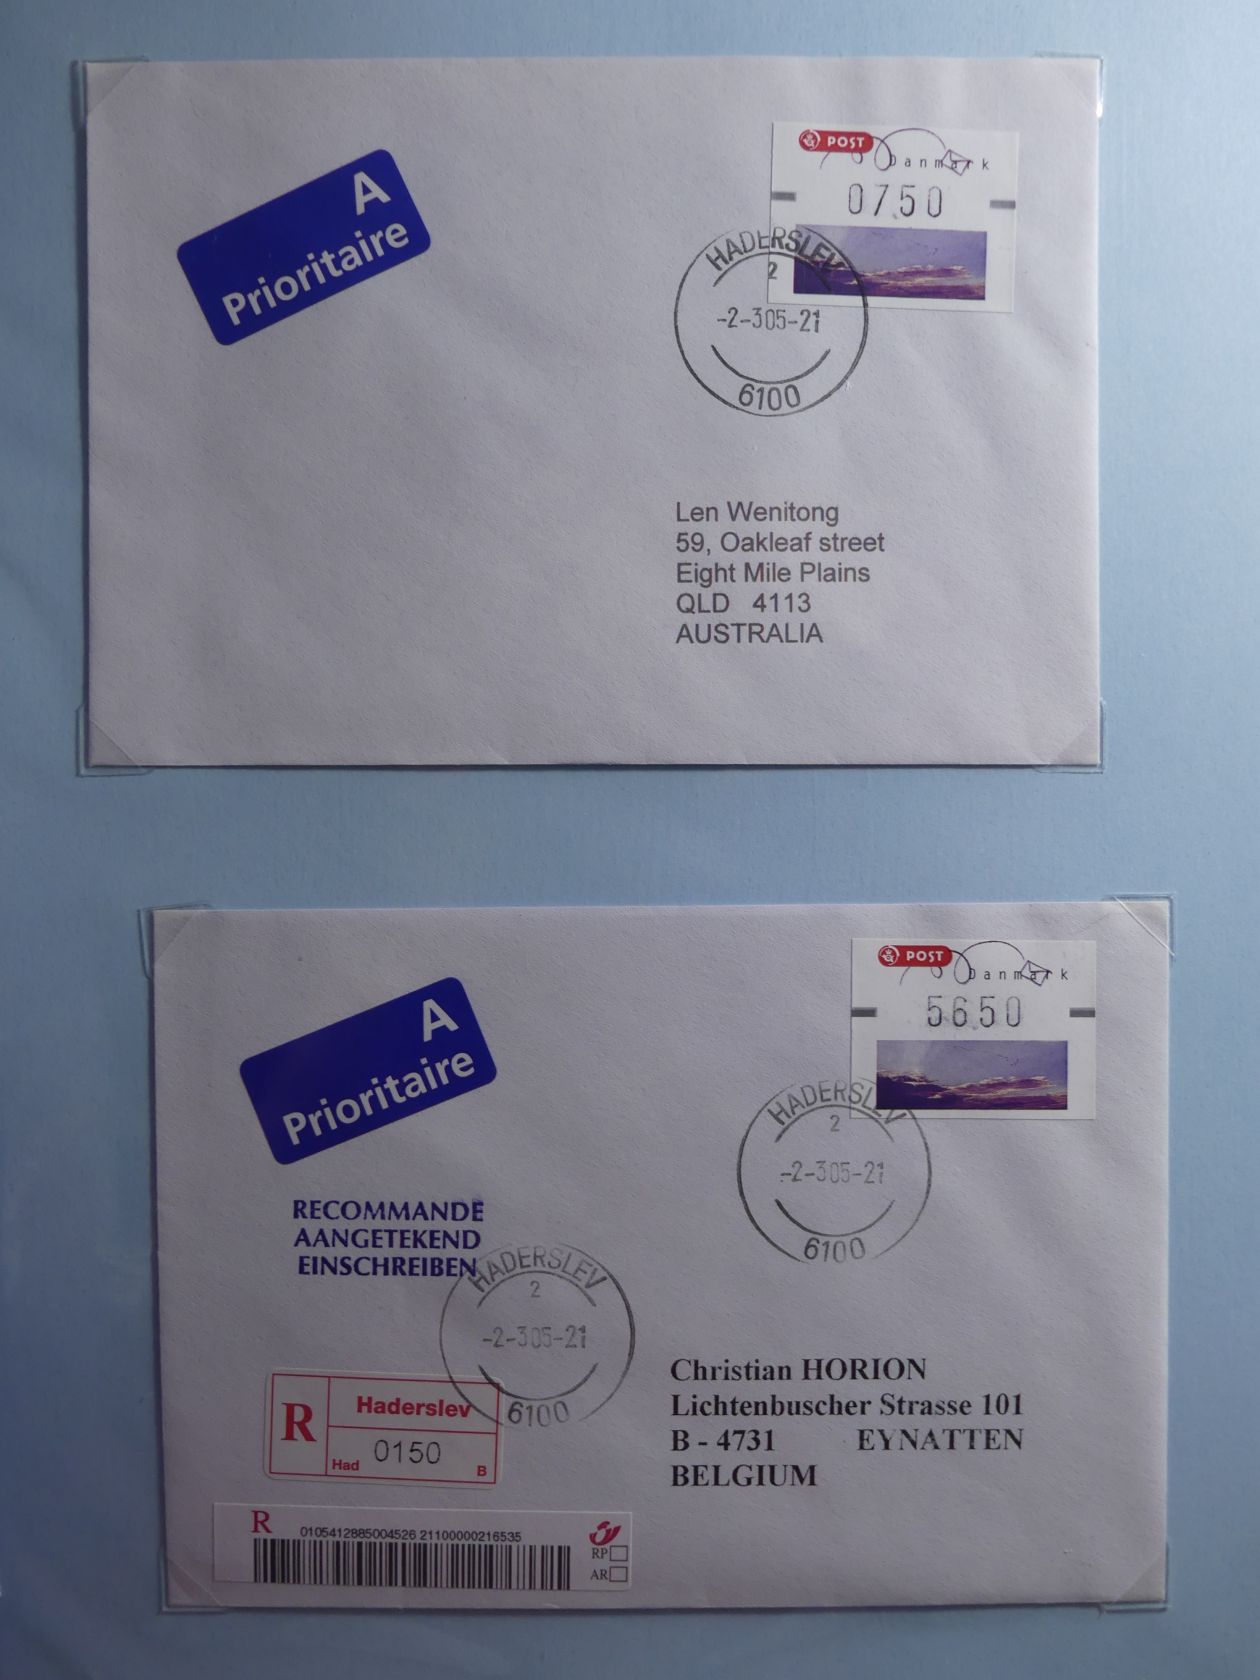 A
Prioritaire
POST
Danmark
0750
HADERSLEV
2
-2-305-21
6100
Len Wenitong
59, Oakleaf street
Eight Mile Plains
QLD 4113
AUSTRALIA
A
Prioritaire
POST
Danmark
5650
HADERSLEV
2
-2-305-21
6100
RECOMMANDE
AANGETEKEND
EINSCHREIBEN
HADERSLEV
2
-2-305-21
6100
R
Haderslev
Had 0150 B
Christian HORION
Lichtenbuscher Strasse 101
B - 4731 EYNATTEN
BELGIUM
R 0105412885004526 21100000216535
RP
AR